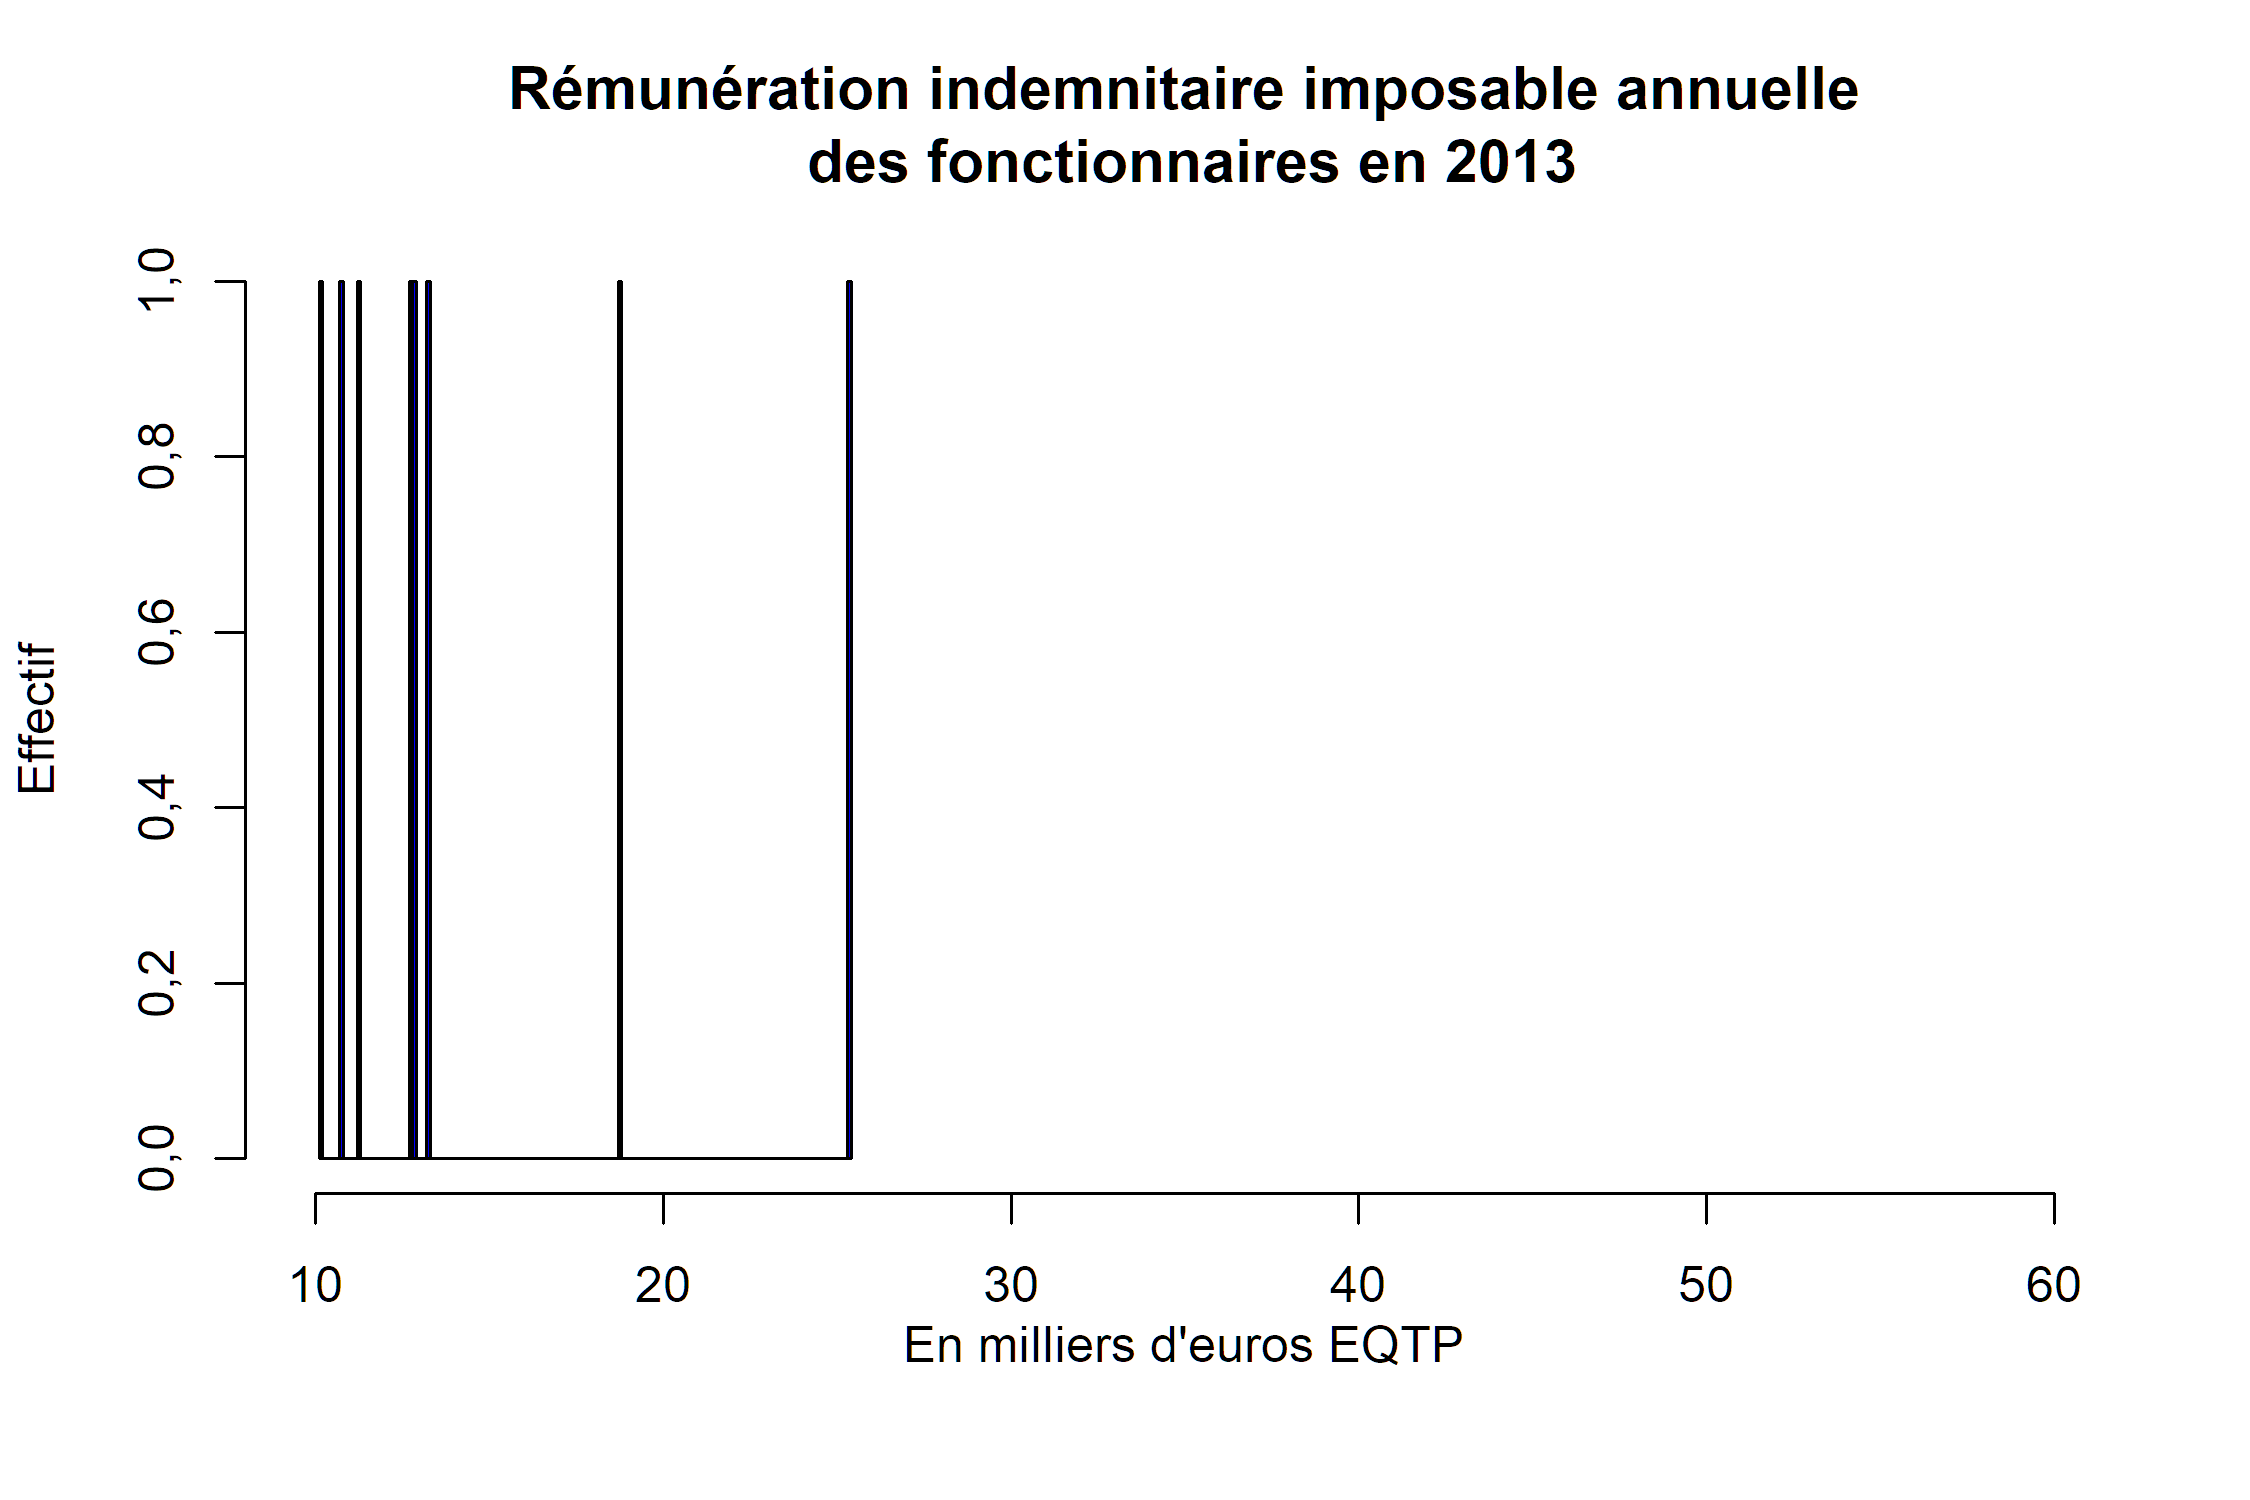 Rémunération indemnitaire imposable annuelle
des fonctionnaires en 2013
Effectif
1,0
0,8
0,6
0,4
0,2
0,0
10 20 30 40 50 60
En milliers d'euros EQTP